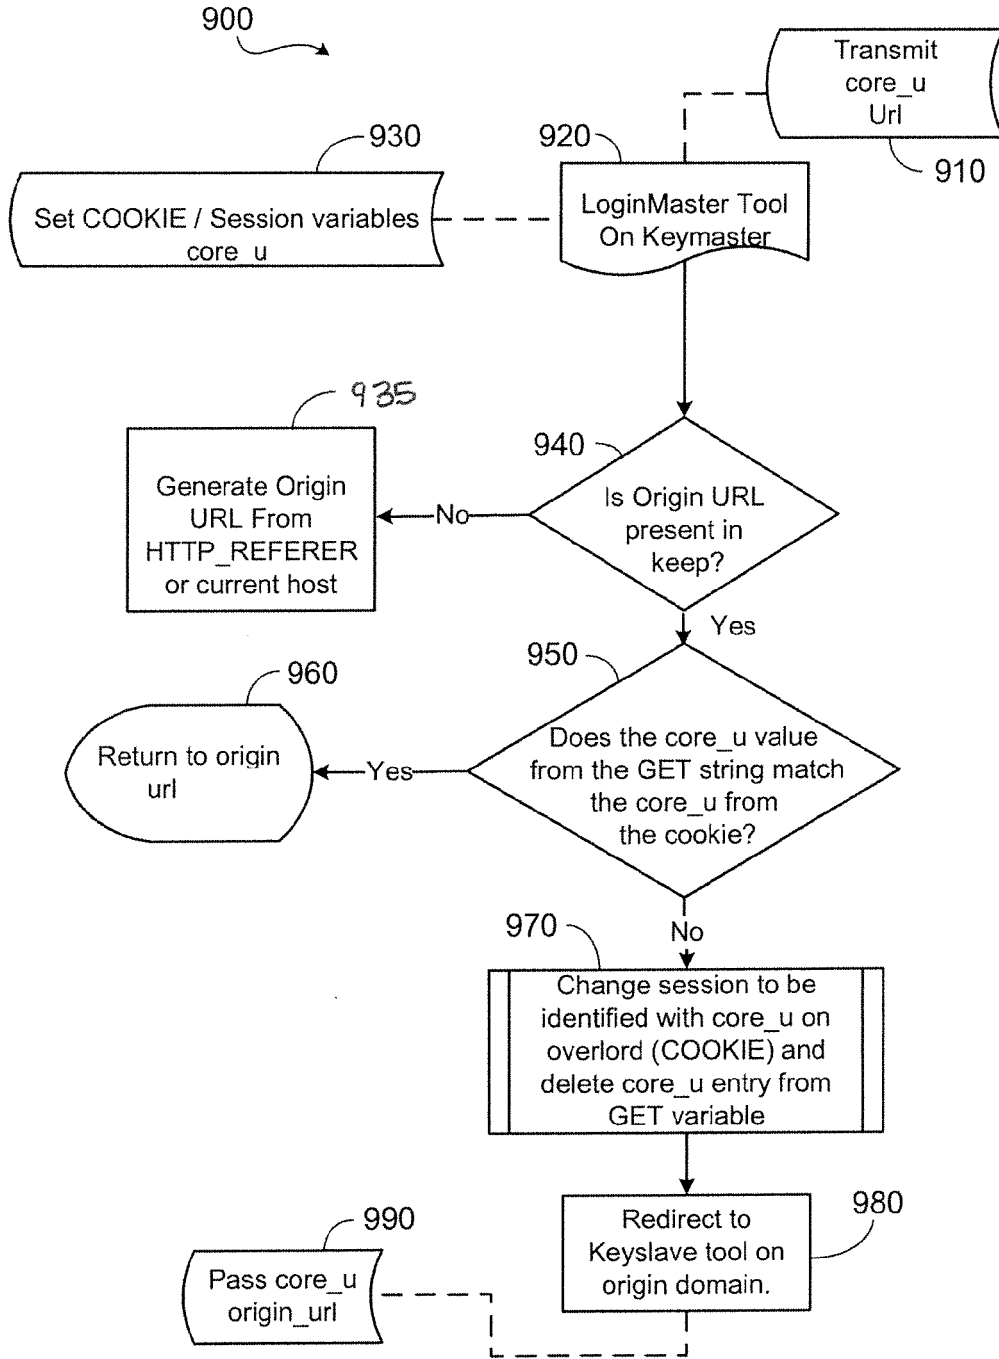 900
Transmit
core_u
Url
910
920
LoginMaster Tool
On Keymaster
930
Set COOKIE / Session variables
core_u
935
Generate Origin
URL From
HTTP_REFERER
or current host
No
940
Is Origin URL
present in
keep?
Yes
950
Does the core_u value
from the GET string match
the core_u from
the cookie?
Yes
960
Return to origin
url
No
970
Change session to be
identified with core_u on
overlord (COOKIE) and
delete core_u entry from
GET variable
980
Redirect to
Keyslave tool on
origin domain.
990
Pass core_u
origin_url